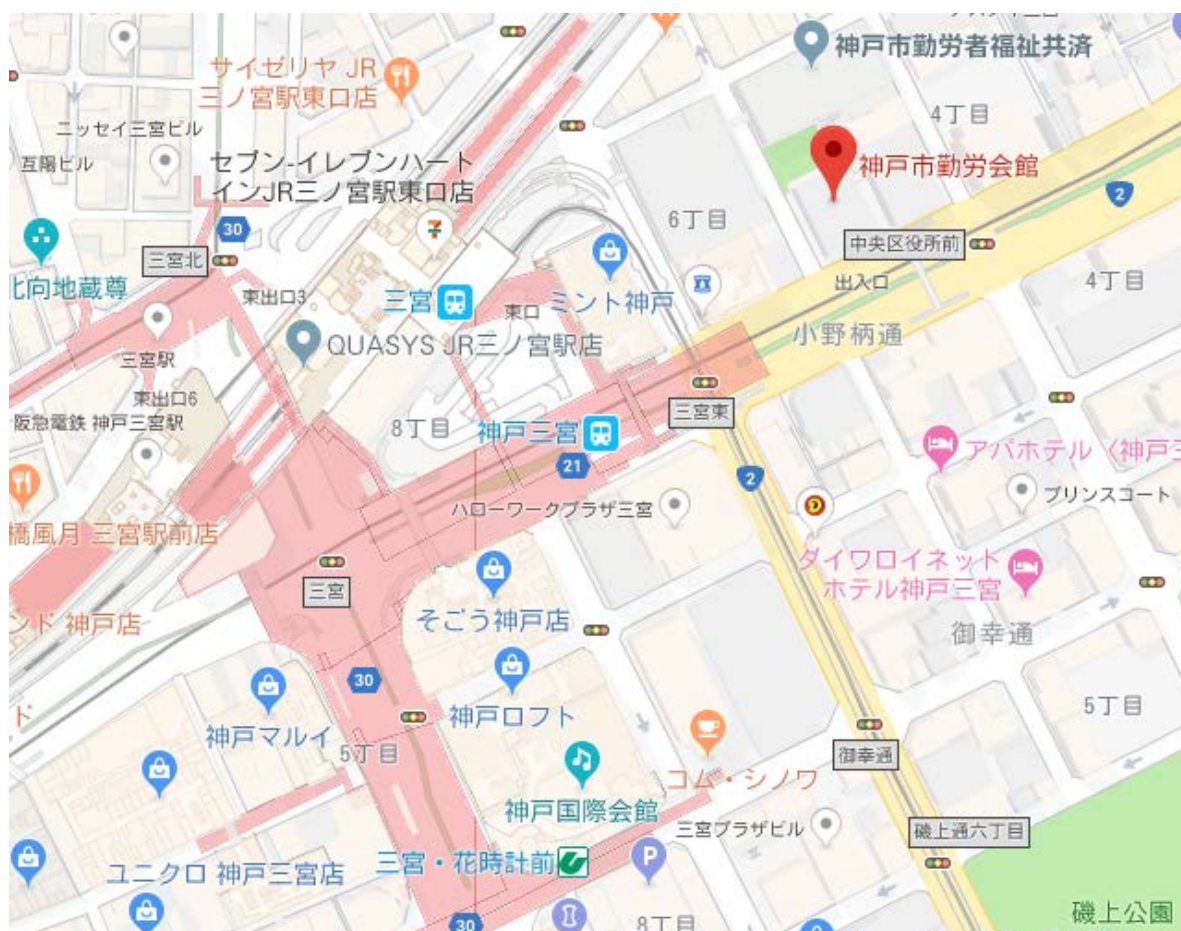 神戸市勤労者福祉共済
サイゼリヤ JR
三ノ宮駅東口店
4丁目
ニッセイ三宮ビル
互陽ビル
セブン-イレブンハート
インJR三ノ宮駅東口店
神戸市勤労会館
2
6丁目
30
中央区役所前
三宮北
北向地蔵尊
東出口3
三宮
東口
ミント神戸
出入口
4丁目
三宮駅
QUASYS JR三ノ宮駅店
小野柄通
東出口6
阪急電鉄 神戸三宮駅
8丁目
神戸三宮
三宮東
21
2
アパホテル〈神戸三
ハローワークプラザ三宮
プリンスコート
橋風月 三宮駅前店
三宮
ダイワロイネット
ホテル神戸三宮
そごう神戸店
ンド 神戸店
御幸通
30
神戸ロフト
5丁目
ド
神戸マルイ
5丁目
御幸通
コム・シノワ
神戸国際会館
三宮プラザビル
磯上通六丁目
三宮・花時計前
P
ユニクロ 神戸三宮店
磯上公園
30
8丁目